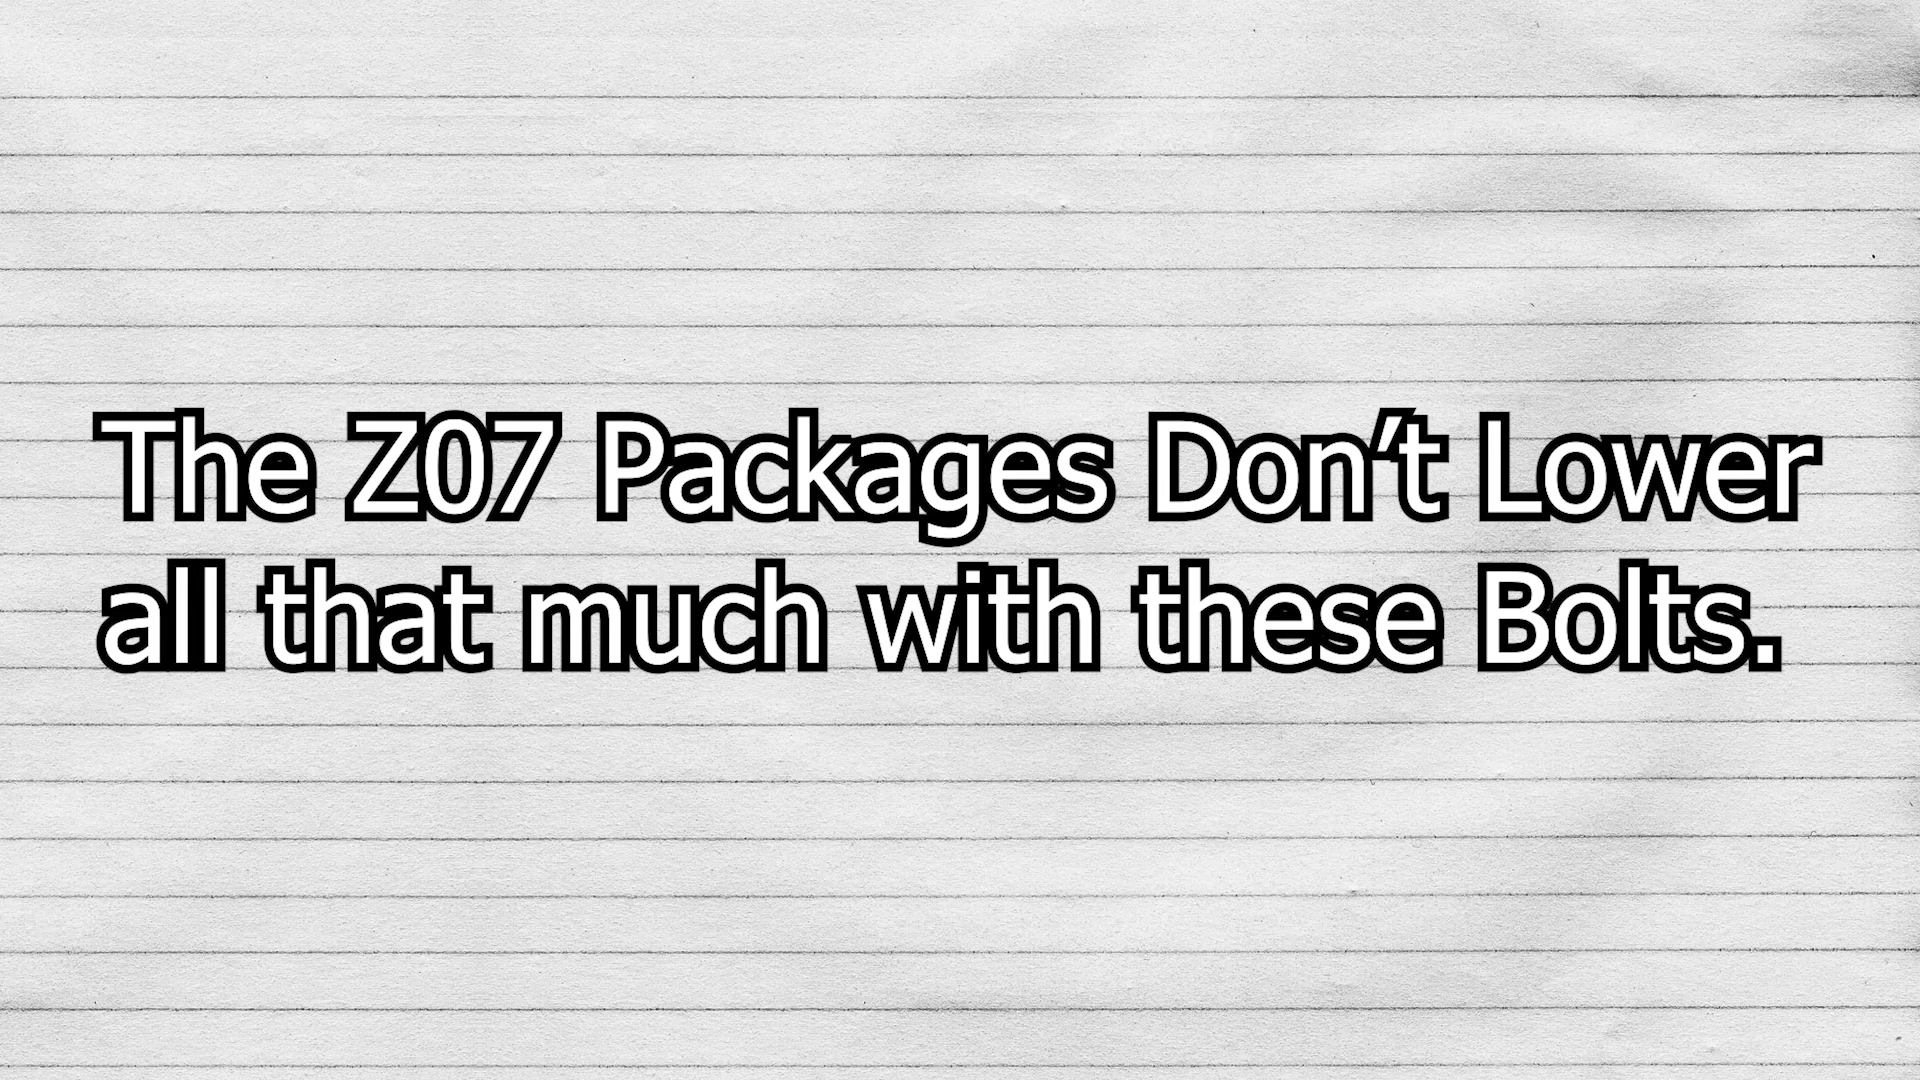 The Z07 Packages Don’t Lower
all that much with these Bolts.